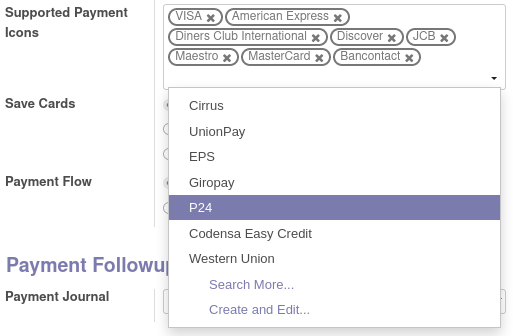 Supported Payment
Icons
VISA
American Express
Diners Club International
Discover
JCB
Maestro
MasterCard
Bancontact
Save Cards
Cirrus
UnionPay
EPS
Giropay
Payment Flow
P24
Codensa Easy Credit
Western Union
Payment Followup
Search More...
Payment Journal
Create and Edit...